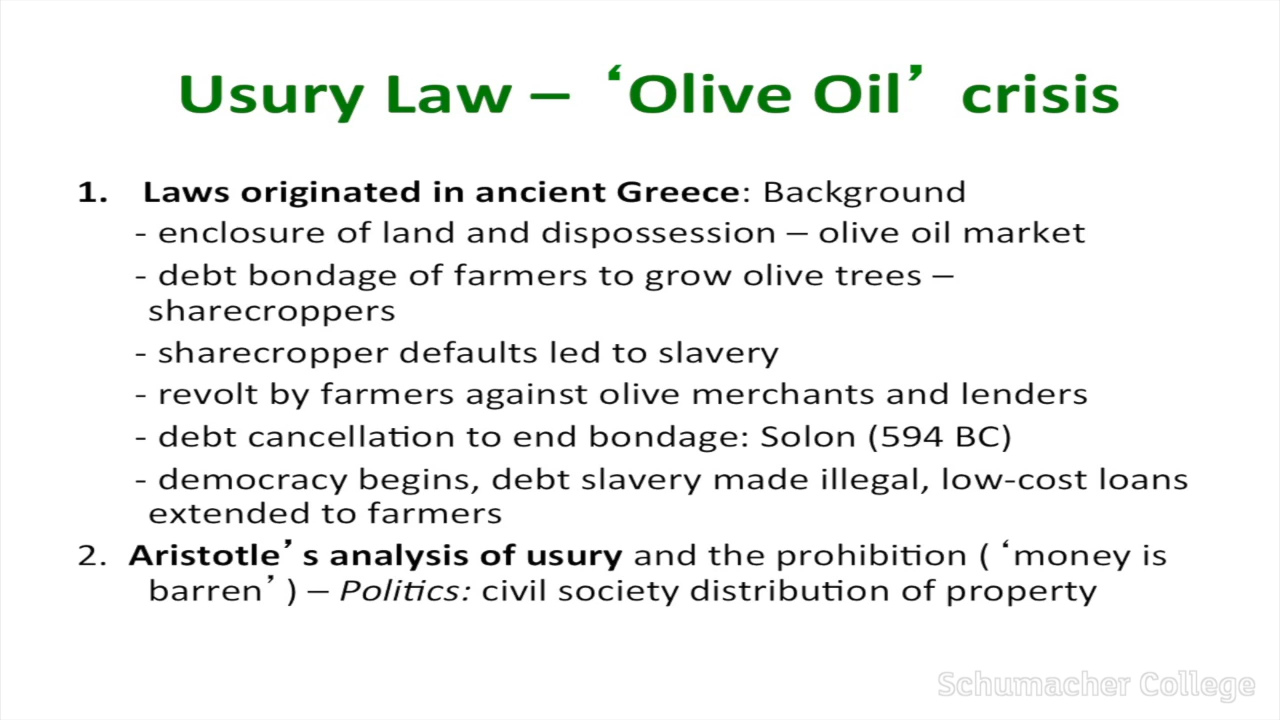 Usury Law – ‘Olive Oil’ crisis
1. Laws originated in ancient Greece: Background
- enclosure of land and dispossession – olive oil market
- debt bondage of farmers to grow olive trees –
sharecroppers
- sharecropper defaults led to slavery
- revolt by farmers against olive merchants and lenders
- debt cancellation to end bondage: Solon (594 BC)
- democracy begins, debt slavery made illegal, low-cost loans
extended to farmers
2. Aristotle’s analysis of usury and the prohibition (‘money is
barren’) – Politics: civil society distribution of property
Schumacher College